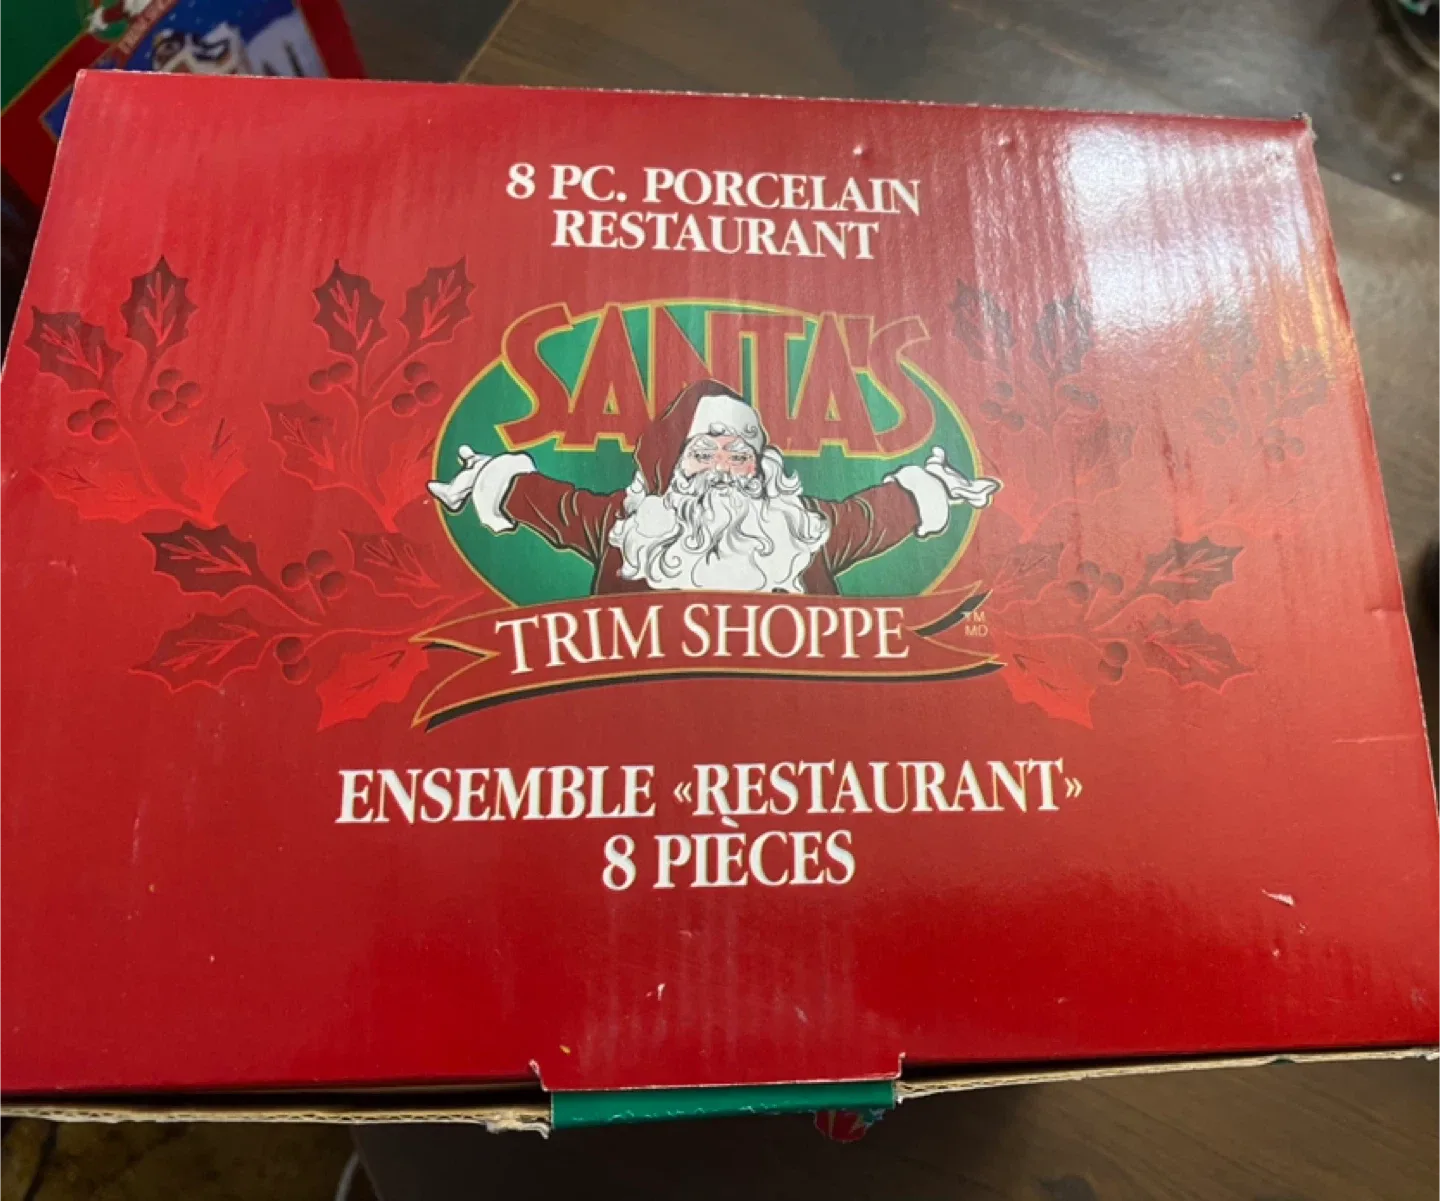 8 PC. PORCELAIN
RESTAURANT
SANTA'S
TRIM SHOPPE
TM
MD
ENSEMBLE «RESTAURANT»
8 PIÈCES